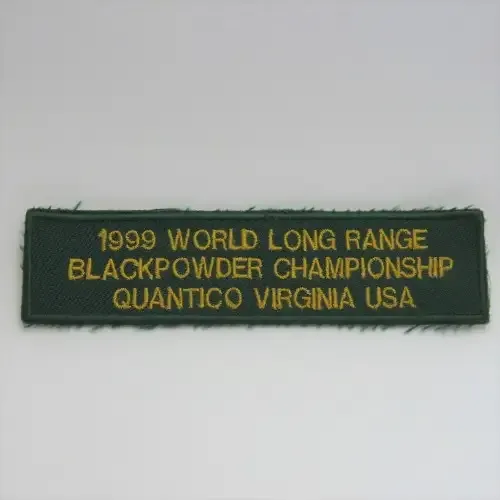 1999 WORLD LONG RANGE
BLACKPOWDER CHAMPIONSHIP
QUANTICO VIRGINIA USA